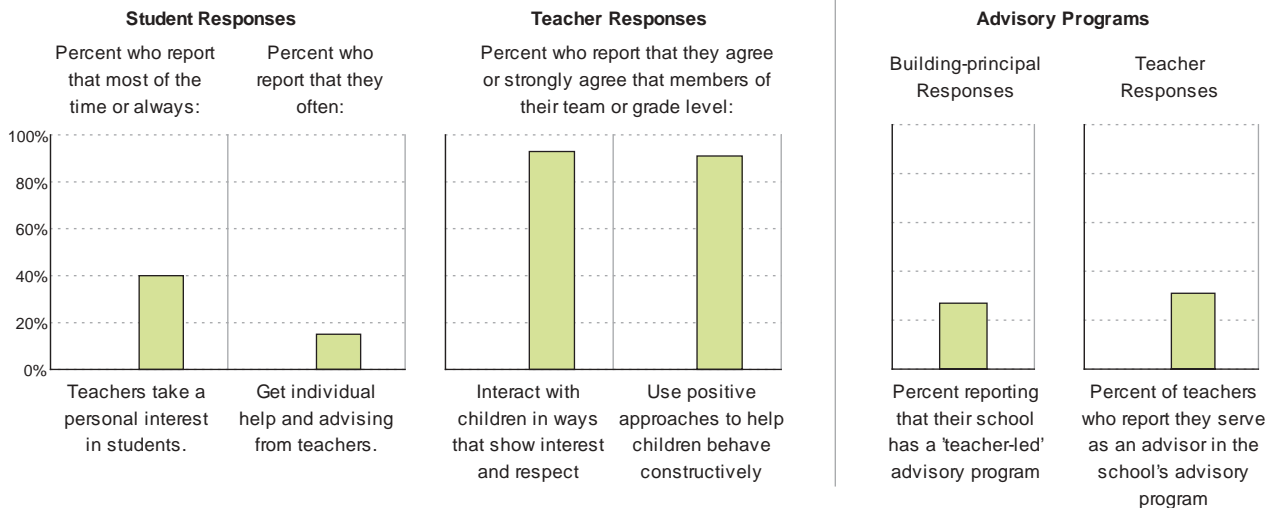 Student Responses
Percent who report
that most of the
time or always:
Percent who
report that they
often:
100%
80%
60%
40%
20%
0%
Teachers take a
personal interest
in students.
Get individual
help and advising
from teachers.
Teacher Responses
Percent who report that they agree
or strongly agree that members of
their team or grade level:
Interact with
children in ways
that show interest
and respect
Use positive
approaches to help
children behave
constructively
Advisory Programs
Building-principal
Responses
Percent reporting
that their school
has a 'teacher-led'
advisory program
Teacher
Responses
Percent of teachers
who report they serve
as an advisor in the
school's advisory
program